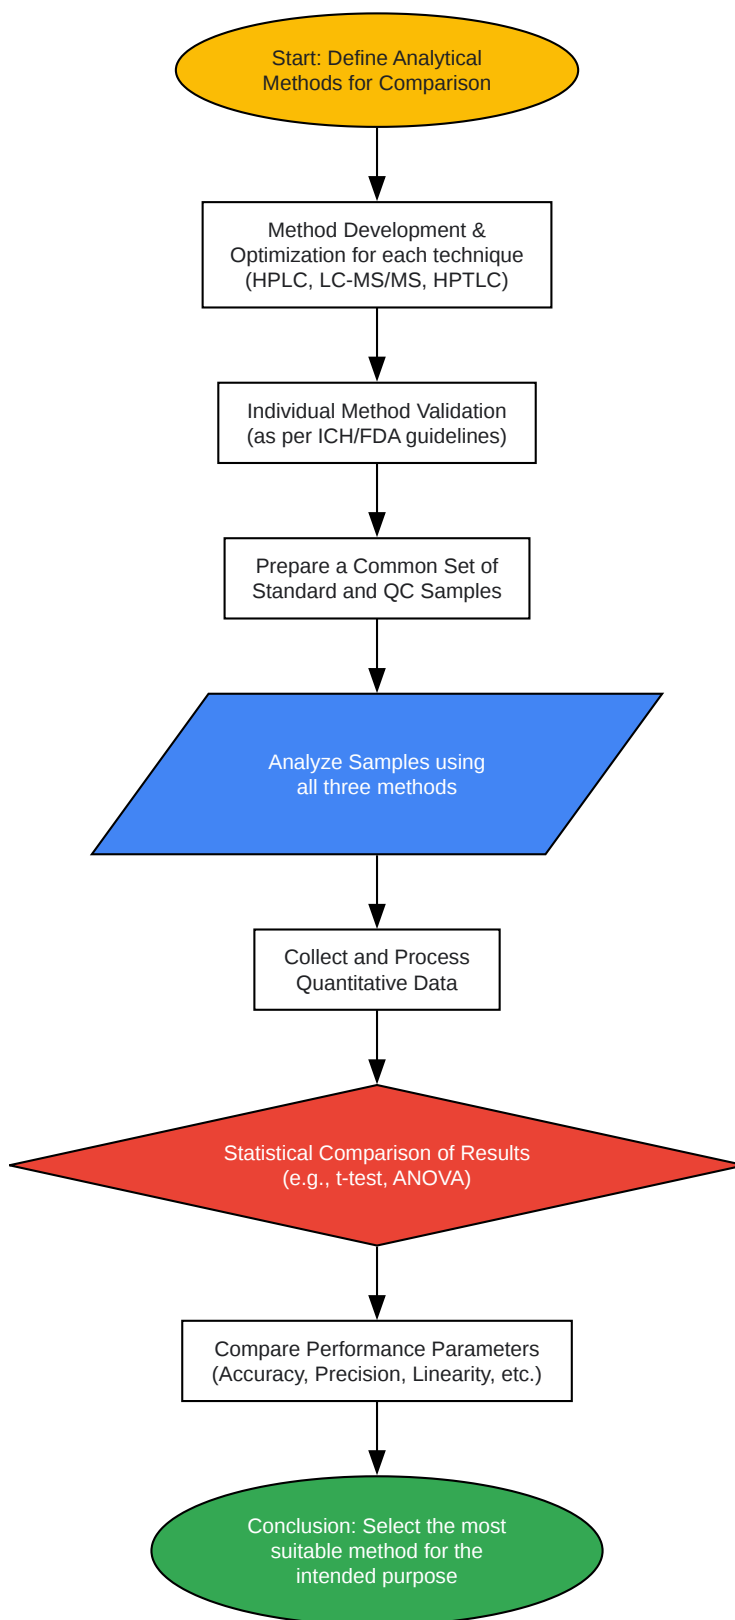 Start: Define Analytical
Methods for Comparison
Method Development &
Optimization for each technique
(HPLC, LC-MS/MS, HPTLC)
Individual Method Validation
(as per ICH/FDA guidelines)
Prepare a Common Set of
Standard and QC Samples
Analyze Samples using
all three methods
Collect and Process
Quantitative Data
Statistical Comparison of Results
(e.g., t-test, ANOVA)
Compare Performance Parameters
(Accuracy, Precision, Linearity, etc.)
Conclusion: Select the most
suitable method for the
intended purpose